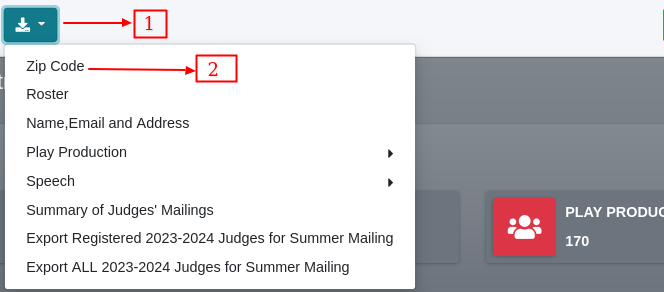 1
Zip Code
2
Roster
Name,Email and Address
Play Production
Speech
Summary of Judges' Mailings
Export Registered 2023-2024 Judges for Summer Mailing
Export ALL 2023-2024 Judges for Summer Mailing
PLAY PRODUC
170